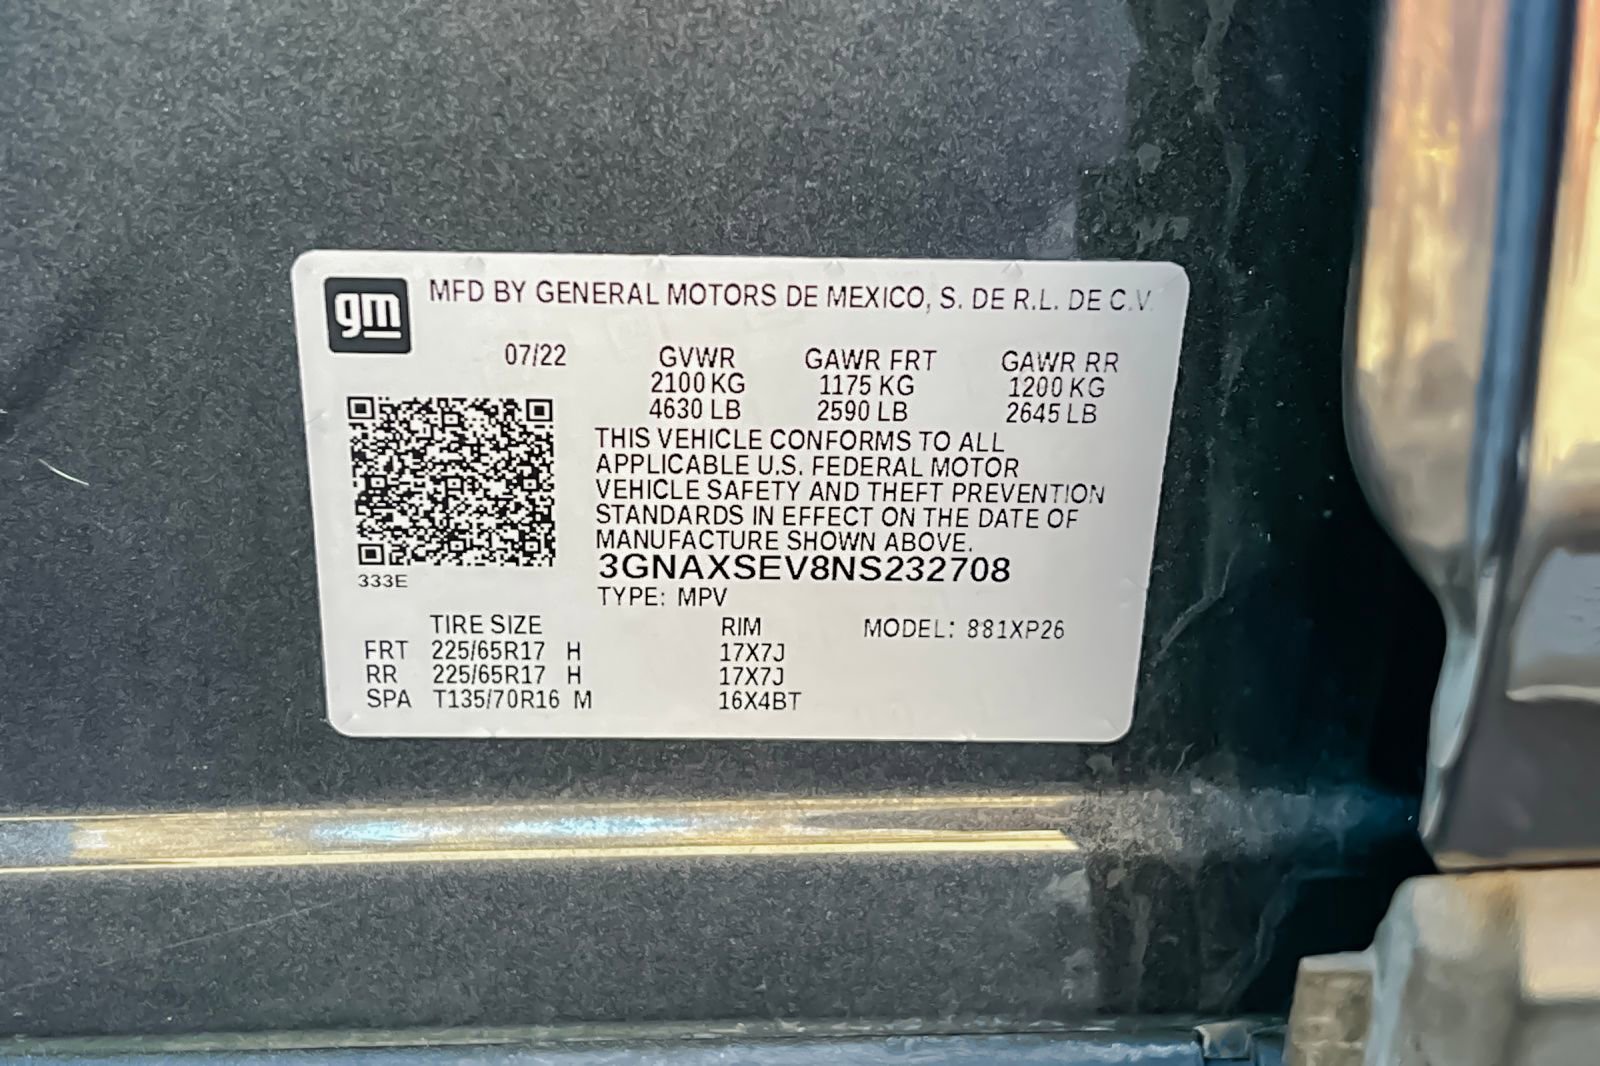 gm
MFD BY GENERAL MOTORS DE MEXICO, S. DE R.L. DE C.V.
07/22 GVWR GAWR FRT GAWR RR
2100 KG 1175 KG 1200 KG
4630 LB 2590 LB 2645 LB
THIS VEHICLE CONFORMS TO ALL
APPLICABLE U.S. FEDERAL MOTOR
VEHICLE SAFETY AND THEFT PREVENTION
STANDARDS IN EFFECT ON THE DATE OF
MANUFACTURE SHOWN ABOVE.
3GNAXSEV8NS232708
333E
TYPE: MPV
TIRE SIZE RIM MODEL: 881XP26
FRT 225/65R17 H 17X7J
RR 225/65R17 H 17X7J
SPA T135/70R16 M 16X4BT